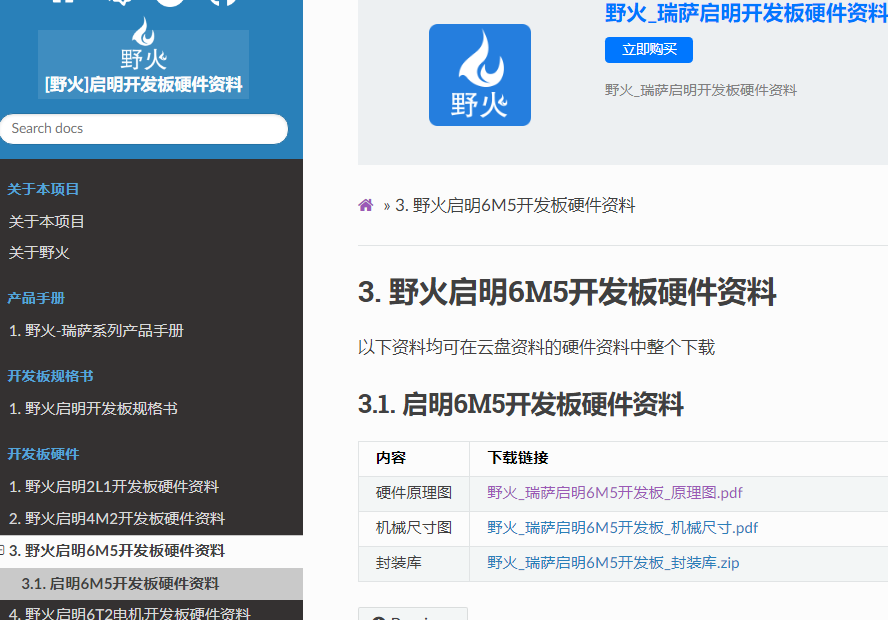 野火
[野火]启明开发板硬件资料
Search docs
关于本项目
关于本项目
关于野火
产品手册
1. 野火-瑞萨系列产品手册
开发板规格书
1. 野火启明开发板规格书
开发板硬件
1. 野火启明2L1开发板硬件资料
2. 野火启明4M2开发板硬件资料
3. 野火启明6M5开发板硬件资料
3.1. 启明6M5开发板硬件资料
4. 野火启明6T2电机开发板硬件资料
野火
野火_瑞萨启明开发板硬件资料
立即购买
野火_瑞萨启明开发板硬件资料
» 3. 野火启明6M5开发板硬件资料
3. 野火启明6M5开发板硬件资料
以下资料均可在云盘资料的硬件资料中整个下载
3.1. 启明6M5开发板硬件资料
内容 下载链接
硬件原理图 野火_瑞萨启明6M5开发板_原理图.pdf
机械尺寸图 野火_瑞萨启明6M5开发板_机械尺寸.pdf
封装库 野火_瑞萨启明6M5开发板_封装库.zip